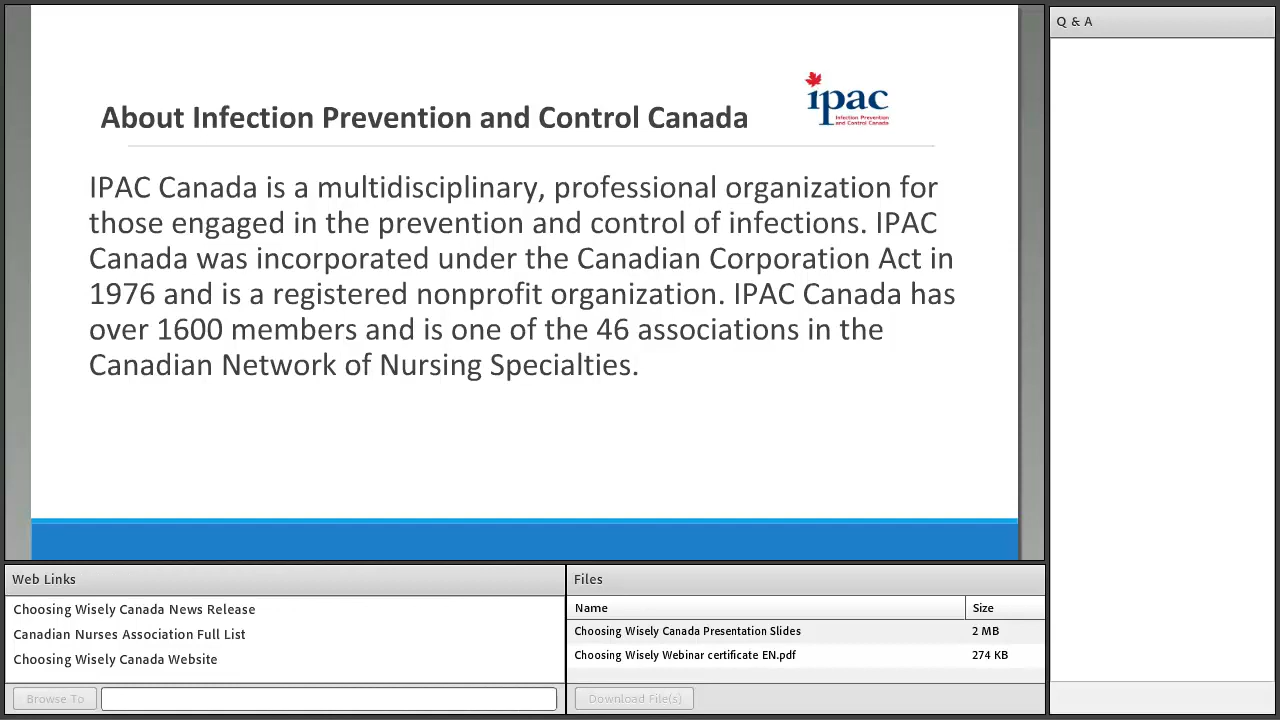 About Infection Prevention and Control Canada
ipac
Infection Prevention
and Control Canada
IPAC Canada is a multidisciplinary, professional organization for
those engaged in the prevention and control of infections. IPAC
Canada was incorporated under the Canadian Corporation Act in
1976 and is a registered nonprofit organization. IPAC Canada has
over 1600 members and is one of the 46 associations in the
Canadian Network of Nursing Specialties.
Q & A
Web Links
Choosing Wisely Canada News Release
Canadian Nurses Association Full List
Choosing Wisely Canada Website
Browse To
Files
Name Size
Choosing Wisely Canada Presentation Slides 2 MB
Choosing Wisely Webinar certificate EN.pdf 274 KB
Download File(s)